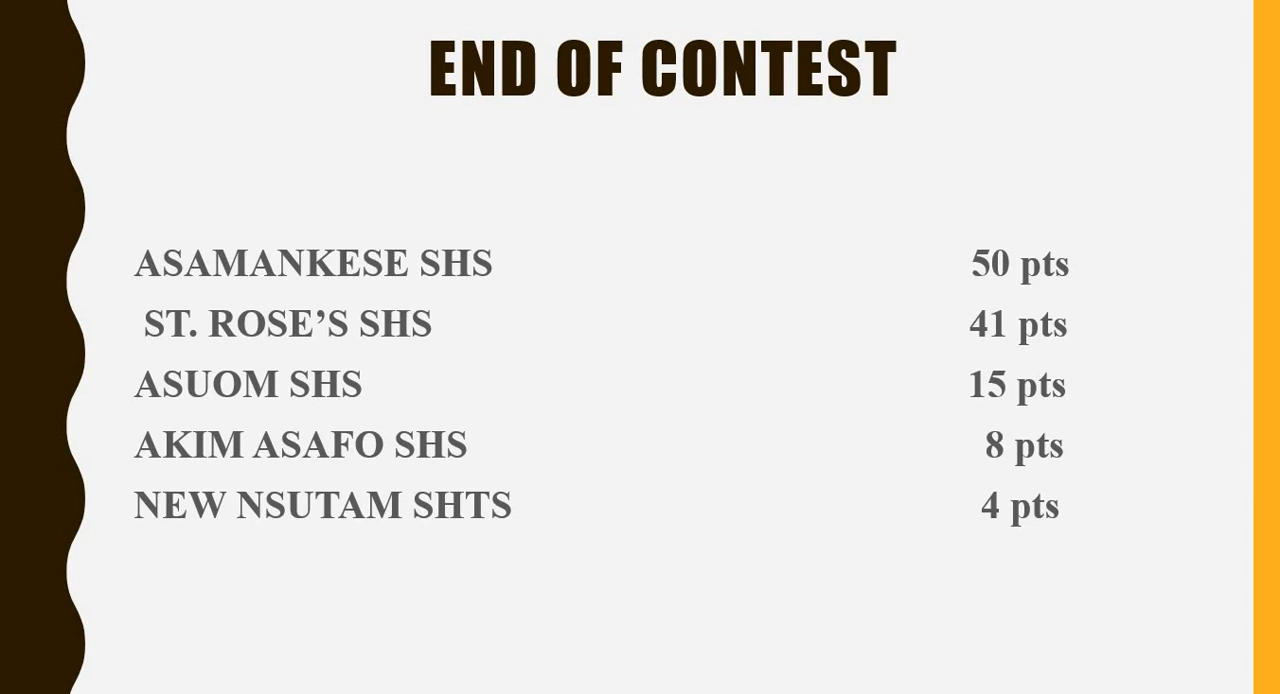 END OF CONTEST
ASAMANKESE SHS 50 pts
ST. ROSE’S SHS 41 pts
ASUOM SHS 15 pts
AKIM ASAFO SHS 8 pts
NEW NSUTAM SHTS 4 pts